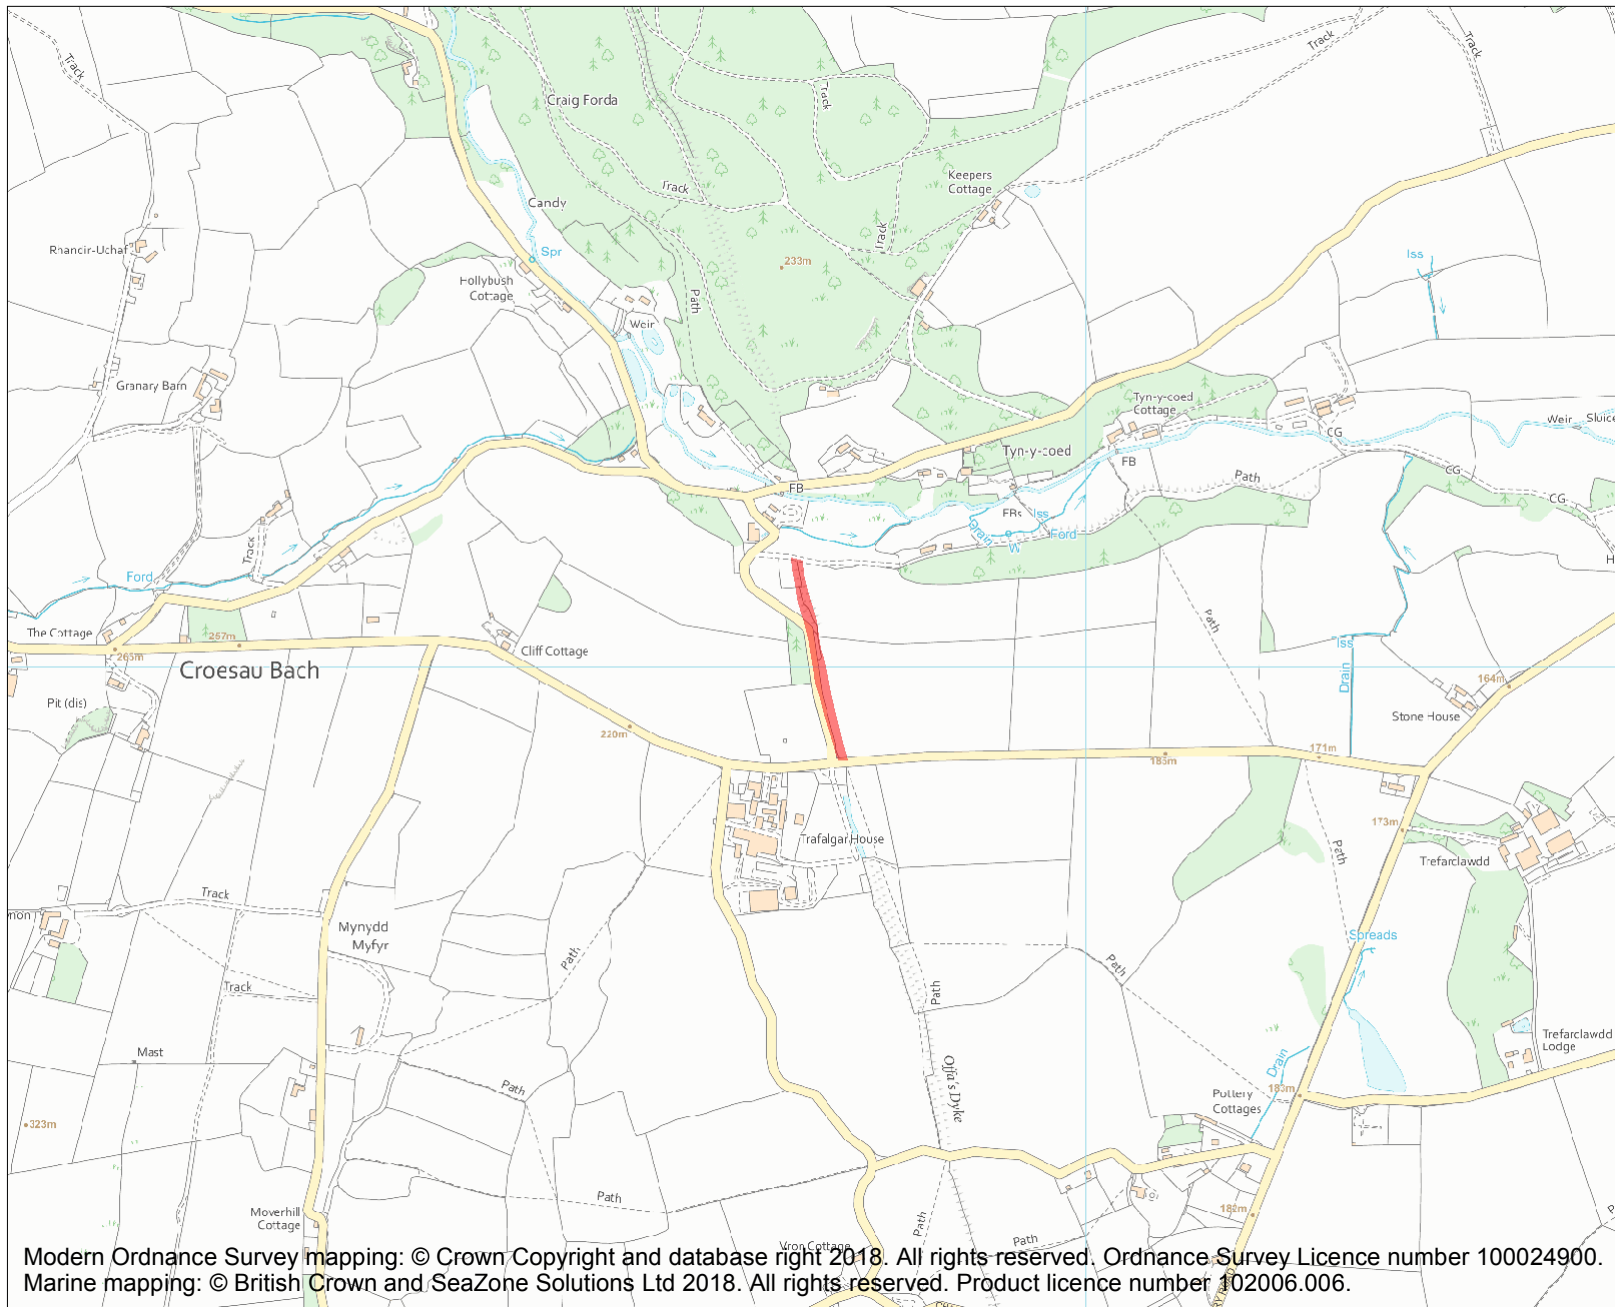 Track
Track
Track
Track
Craig Forda
Keepers
Cottage
Track
Candy
Track
Rhancir-Uchaf
Spr
Iss
233m
Hollybush
Cottage
Path
Weir
Granary Barn
Tyn-y-coed
Cottage
Weir
Sluice
CG
Tyn-y-coed
FB
CG
Path
FB
CG
FBs
Iss
Drain
W
Ford
Track
Ford
The Cottage
267m
265m
Cliff Cottage
Croesau Bach
Path
Iss
Drain
164m
Pit (dis)
Stone House
220m
171m
185m
Trafalgar House
173m
Path
Trefarclawdd
Track
Mynydd
Myfyr
Spreads
Path
Path
Track
Path
Mast
Trefarclawdd
Lodge
Offa's Dyke
Drain
Path
183m
Pottery
Cottages
323m
Path
Moverhill
Cottage
182m
Path
Path
Vron Cottage
Modern Ordnance Survey mapping: © Crown Copyright and database right 2018. All rights reserved. Ordnance Survey Licence number 100024900.
Marine mapping: © British Crown and SeaZone Solutions Ltd 2018. All rights reserved. Product licence number 102006.006.